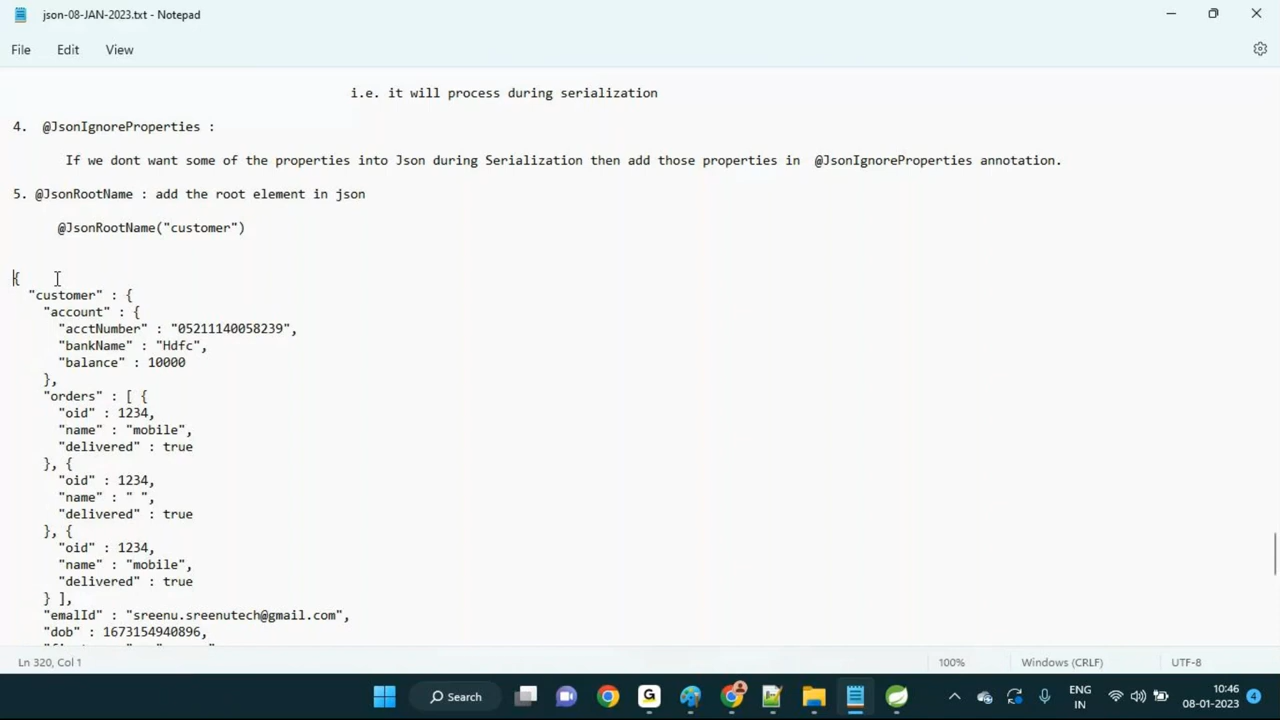 json-08-JAN-2023.txt - Notepad
File Edit View
i.e. it will process during serialization
4. @JsonIgnoreProperties :
If we dont want some of the properties into Json during Serialization then add those properties in @JsonIgnoreProperties annotation.
5. @JsonRootName : add the root element in json
@JsonRootName("customer")
{
"customer" : {
"account" : {
"acctNumber" : "05211140058239",
"bankName" : "Hdfc",
"balance" : 10000
},
"orders" : [ {
"oid" : 1234,
"name" : "mobile",
"delivered" : true
}, {
"oid" : 1234,
"name" : " ",
"delivered" : true
}, {
"oid" : 1234,
"name" : "mobile",
"delivered" : true
} ],
"emalId" : "sreenu.sreenutech@gmail.com",
"dob" : 1673154940896,
Ln 320, Col 1 100% Windows (CRLF) UTF-8
Search
ENG
IN
10:46
08-01-2023
4